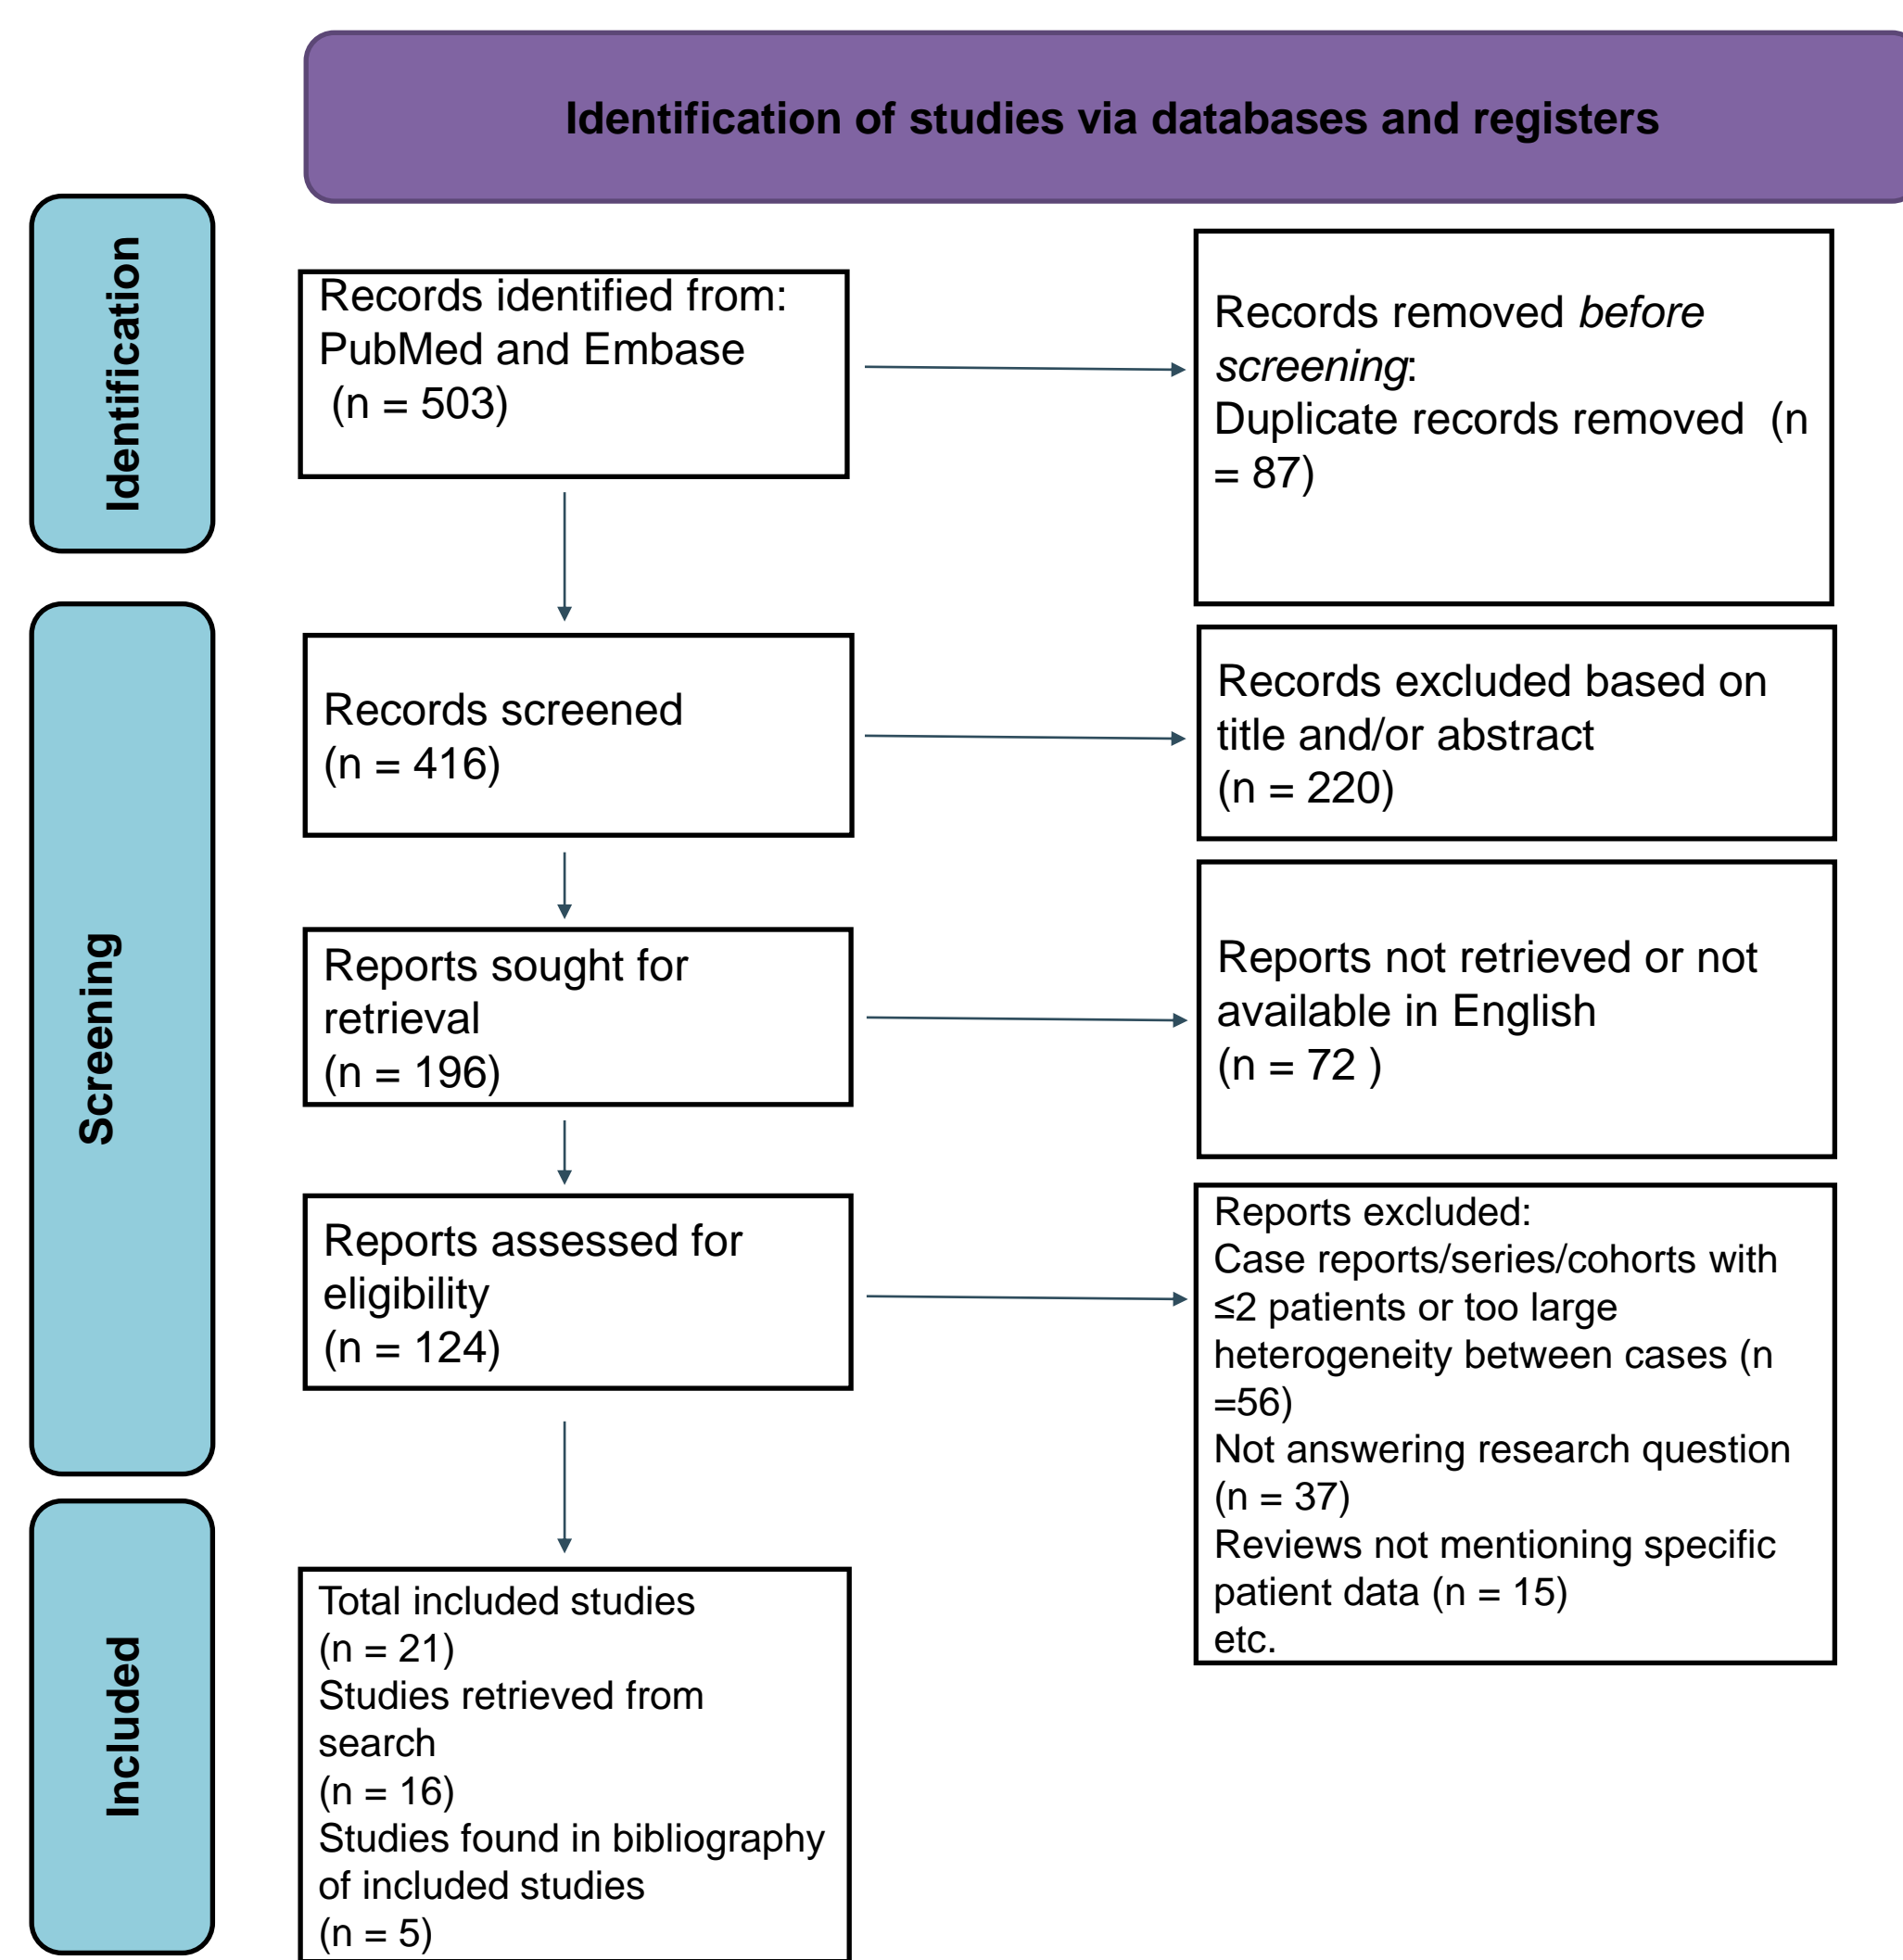 Identification of studies via databases and registers
Identification
Records identified from:
PubMed and Embase
(n = 503)
Records removed before
screening:
Duplicate records removed (n
= 87)
Screening
Records screened
(n = 416)
Records excluded based on
title and/or abstract
(n = 220)
Reports sought for
retrieval
(n = 196)
Reports not retrieved or not
available in English
(n = 72 )
Reports assessed for
eligibility
(n = 124)
Reports excluded:
Case reports/series/cohorts with
≤2 patients or too large
heterogeneity between cases (n
=56)
Not answering research question
(n = 37)
Reviews not mentioning specific
patient data (n = 15)
etc.
Included
Total included studies
(n = 21)
Studies retrieved from
search
(n = 16)
Studies found in bibliography
of included studies
(n = 5)